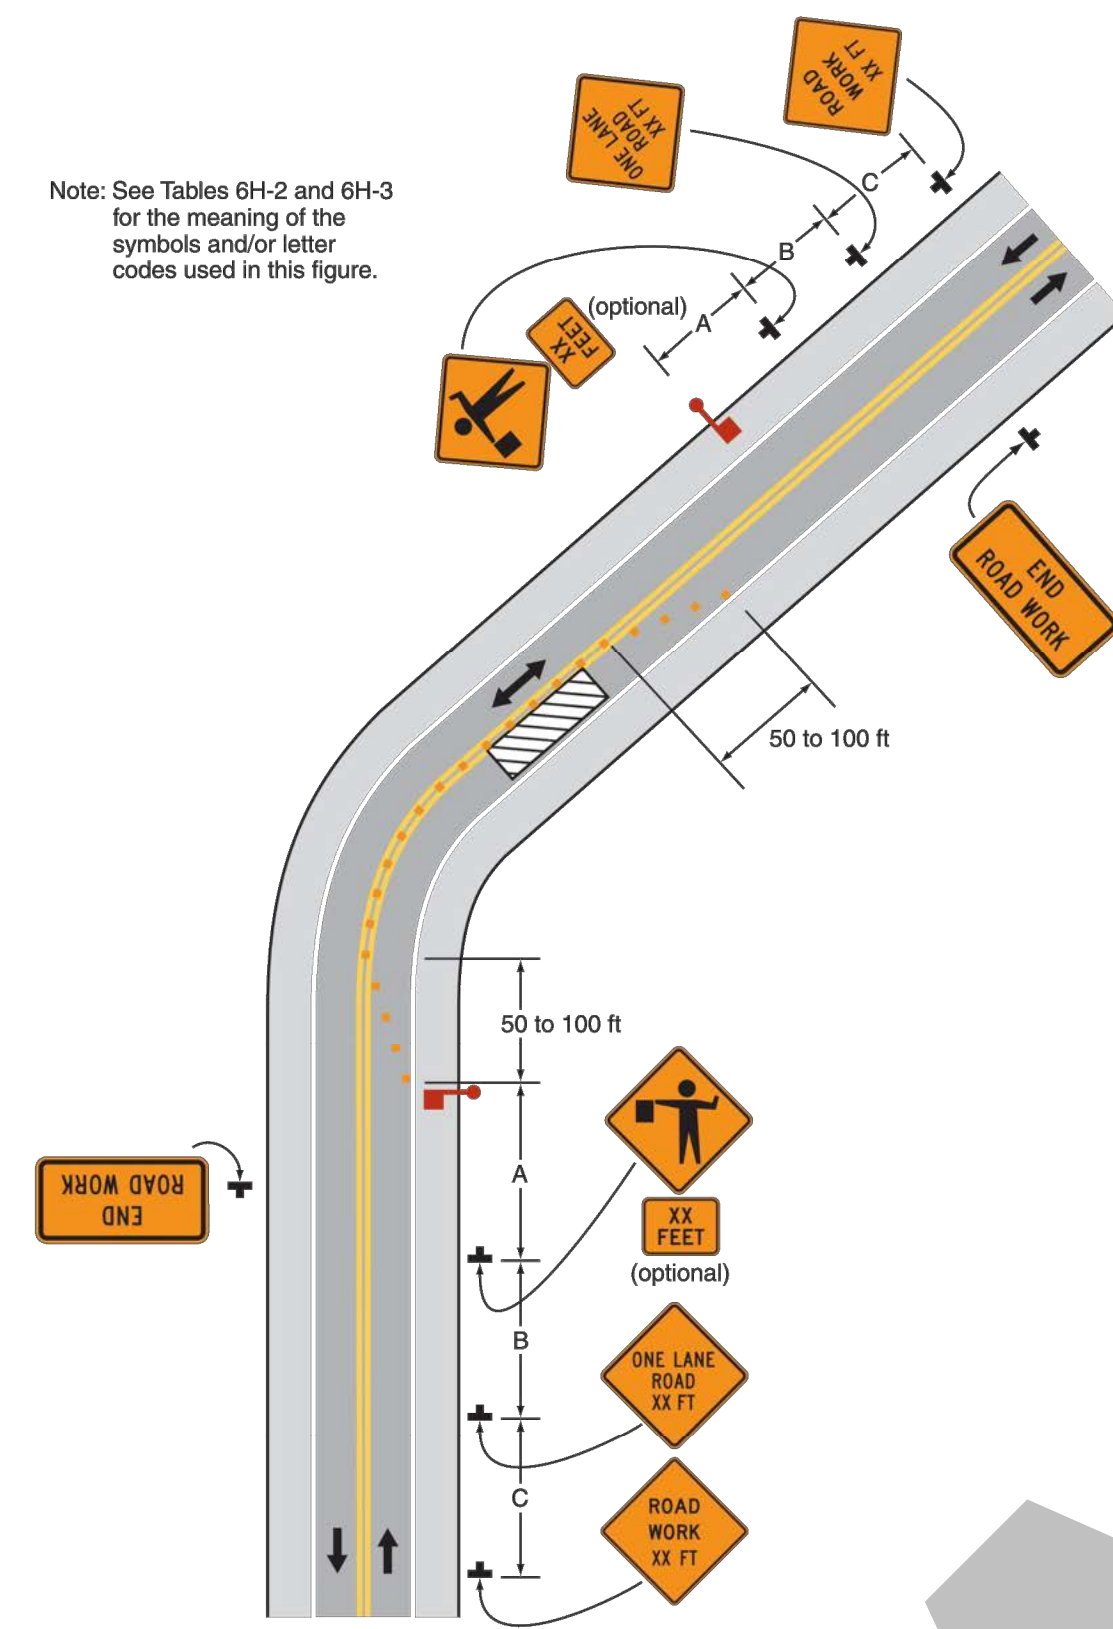 ROAD
WORK
XX FT
ONE LANE
ROAD
XX FT
C
Note: See Tables 6H-2 and 6H-3
for the meaning of the
symbols and/or letter
codes used in this figure.
B
(optional)
A
XX
FEET
END
ROAD WORK
50 to 100 ft
50 to 100 ft
A
END
ROAD WORK
XX
FEET
(optional)
B
ONE LANE
ROAD
XX FT
C
ROAD
WORK
XX FT